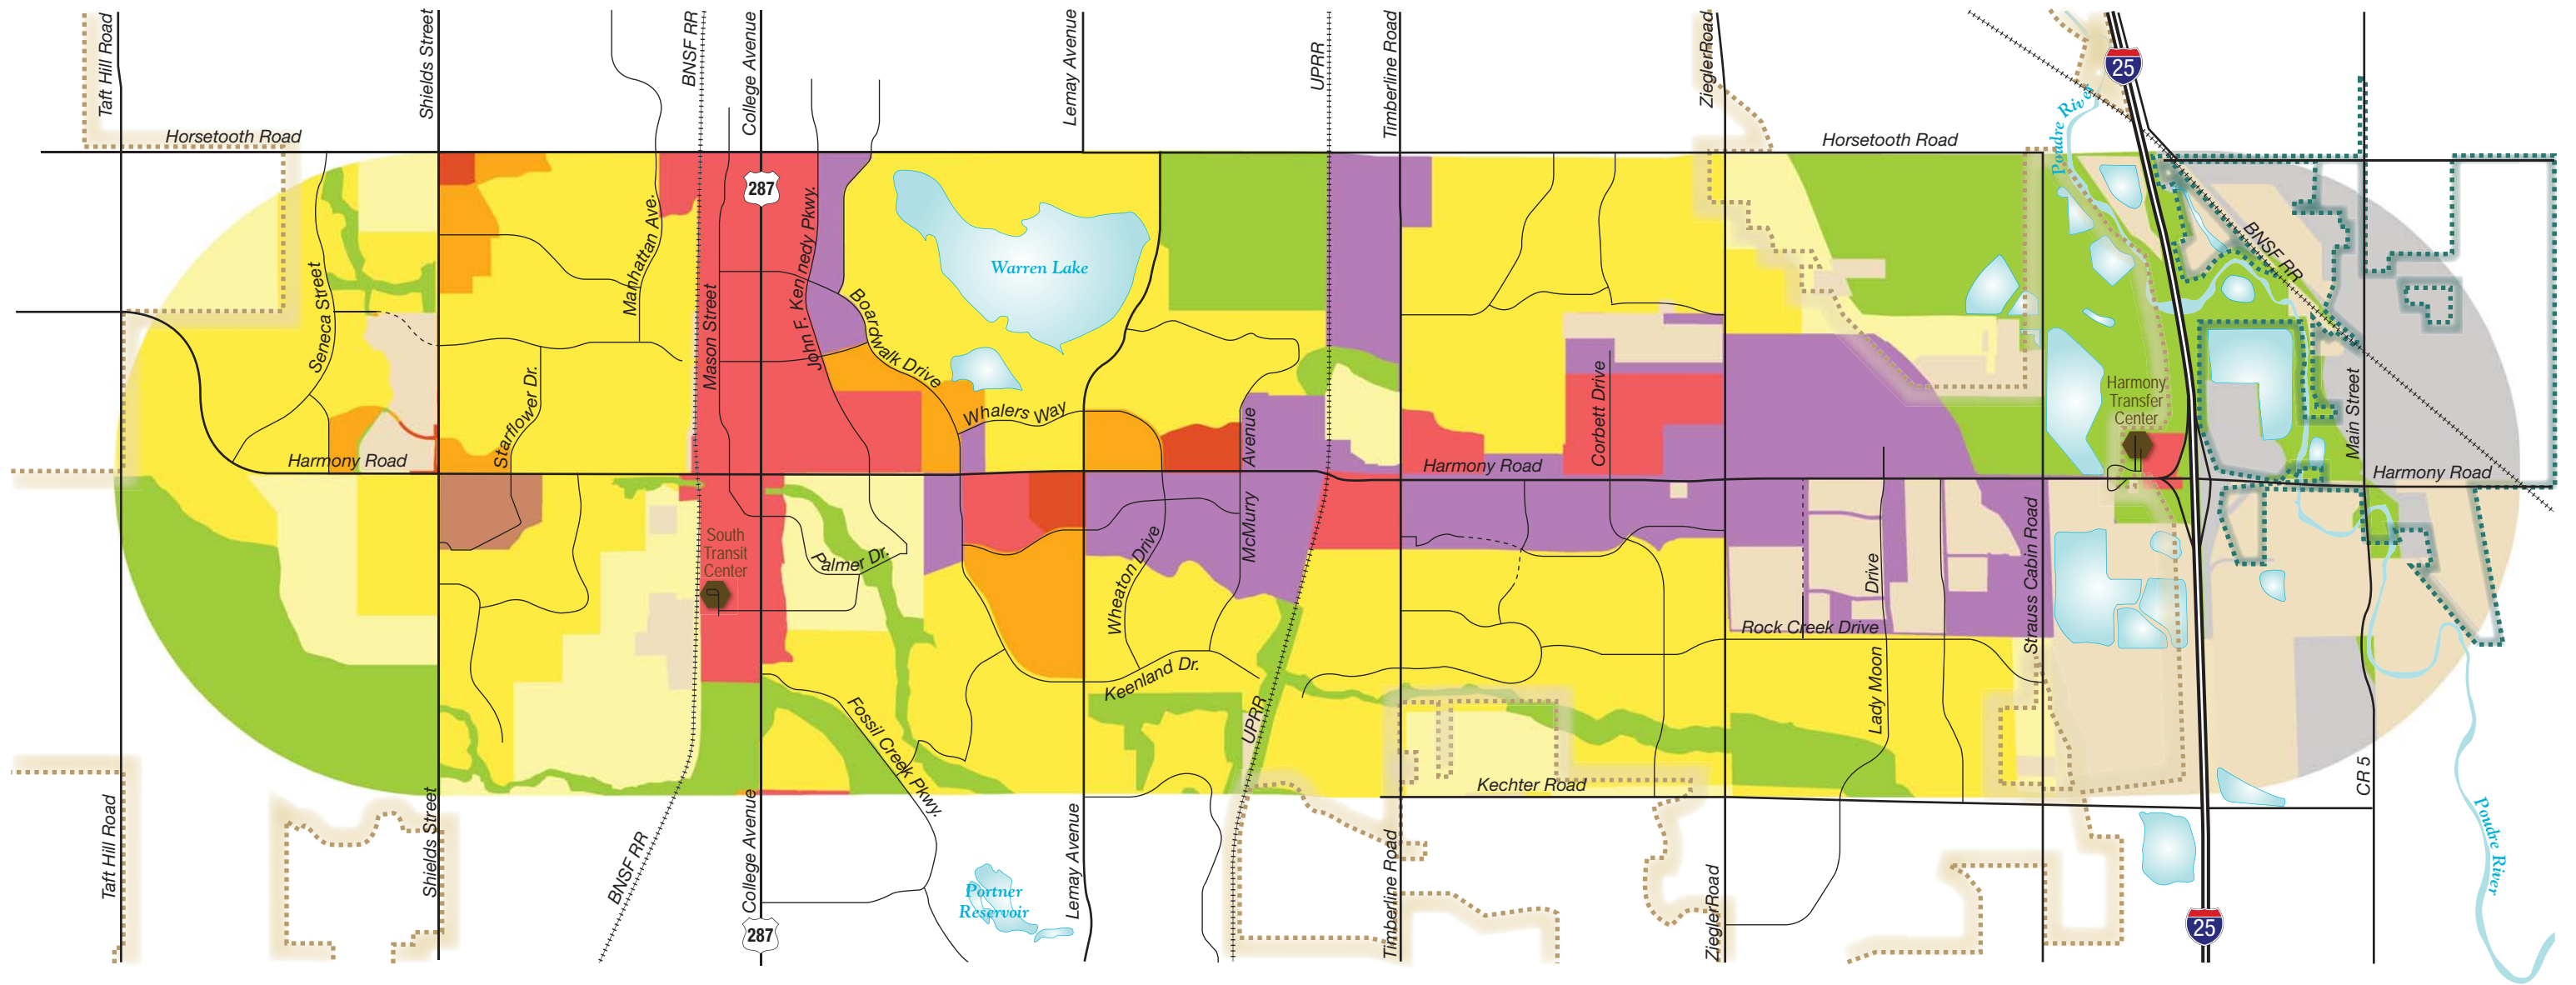 Taft Hill Road
Shields Street
BNSF RR
College Avenue
Lemay Avenue
UPRR
Timberline Road
ZieglerRoad
25
Poudre River
Horsetooth Road
Horsetooth Road
287
Manhattan Ave.
John F. Kennedy Pkwy.
Seneca Street
Mason Street
Boardwalk Drive
Warren Lake
BNSF RR
Starflower Dr.
Whalers Way
Avenue
Corbett Drive
Harmony
Transfer
Center
Main Street
Harmony Road
Harmony Road
Harmony Road
South
Transit
Center
Palmer Dr.
Wheaton Drive
McMurry
Drive
Strauss Cabin Road
Rock Creek Drive
Keenland Dr.
Lady Moon
Fossil Creek Pkwy.
UPRR
Kechter Road
CR 5
Taft Hill Road
Shields Street
BNSF RR
College Avenue
287
Portner
Reservoir
Lemay Avenue
Timberline Road
ZieglerRoad
25
Poudre River